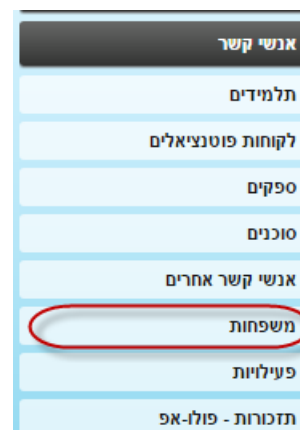 אנשי קשר
תלמידים
לקוחות פוטנציאלים
ספקים
סוכנים
אנשי קשר אחרים
משפחות
פעילויות
תזכורות - פולו-אפ